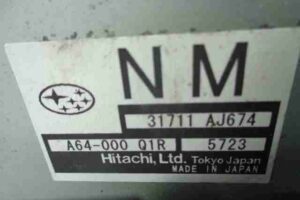 NM
31711 AJ674
A64-000 Q1R 5723
Hitachi, Ltd. Tokyo Japan
MADE IN JAPAN